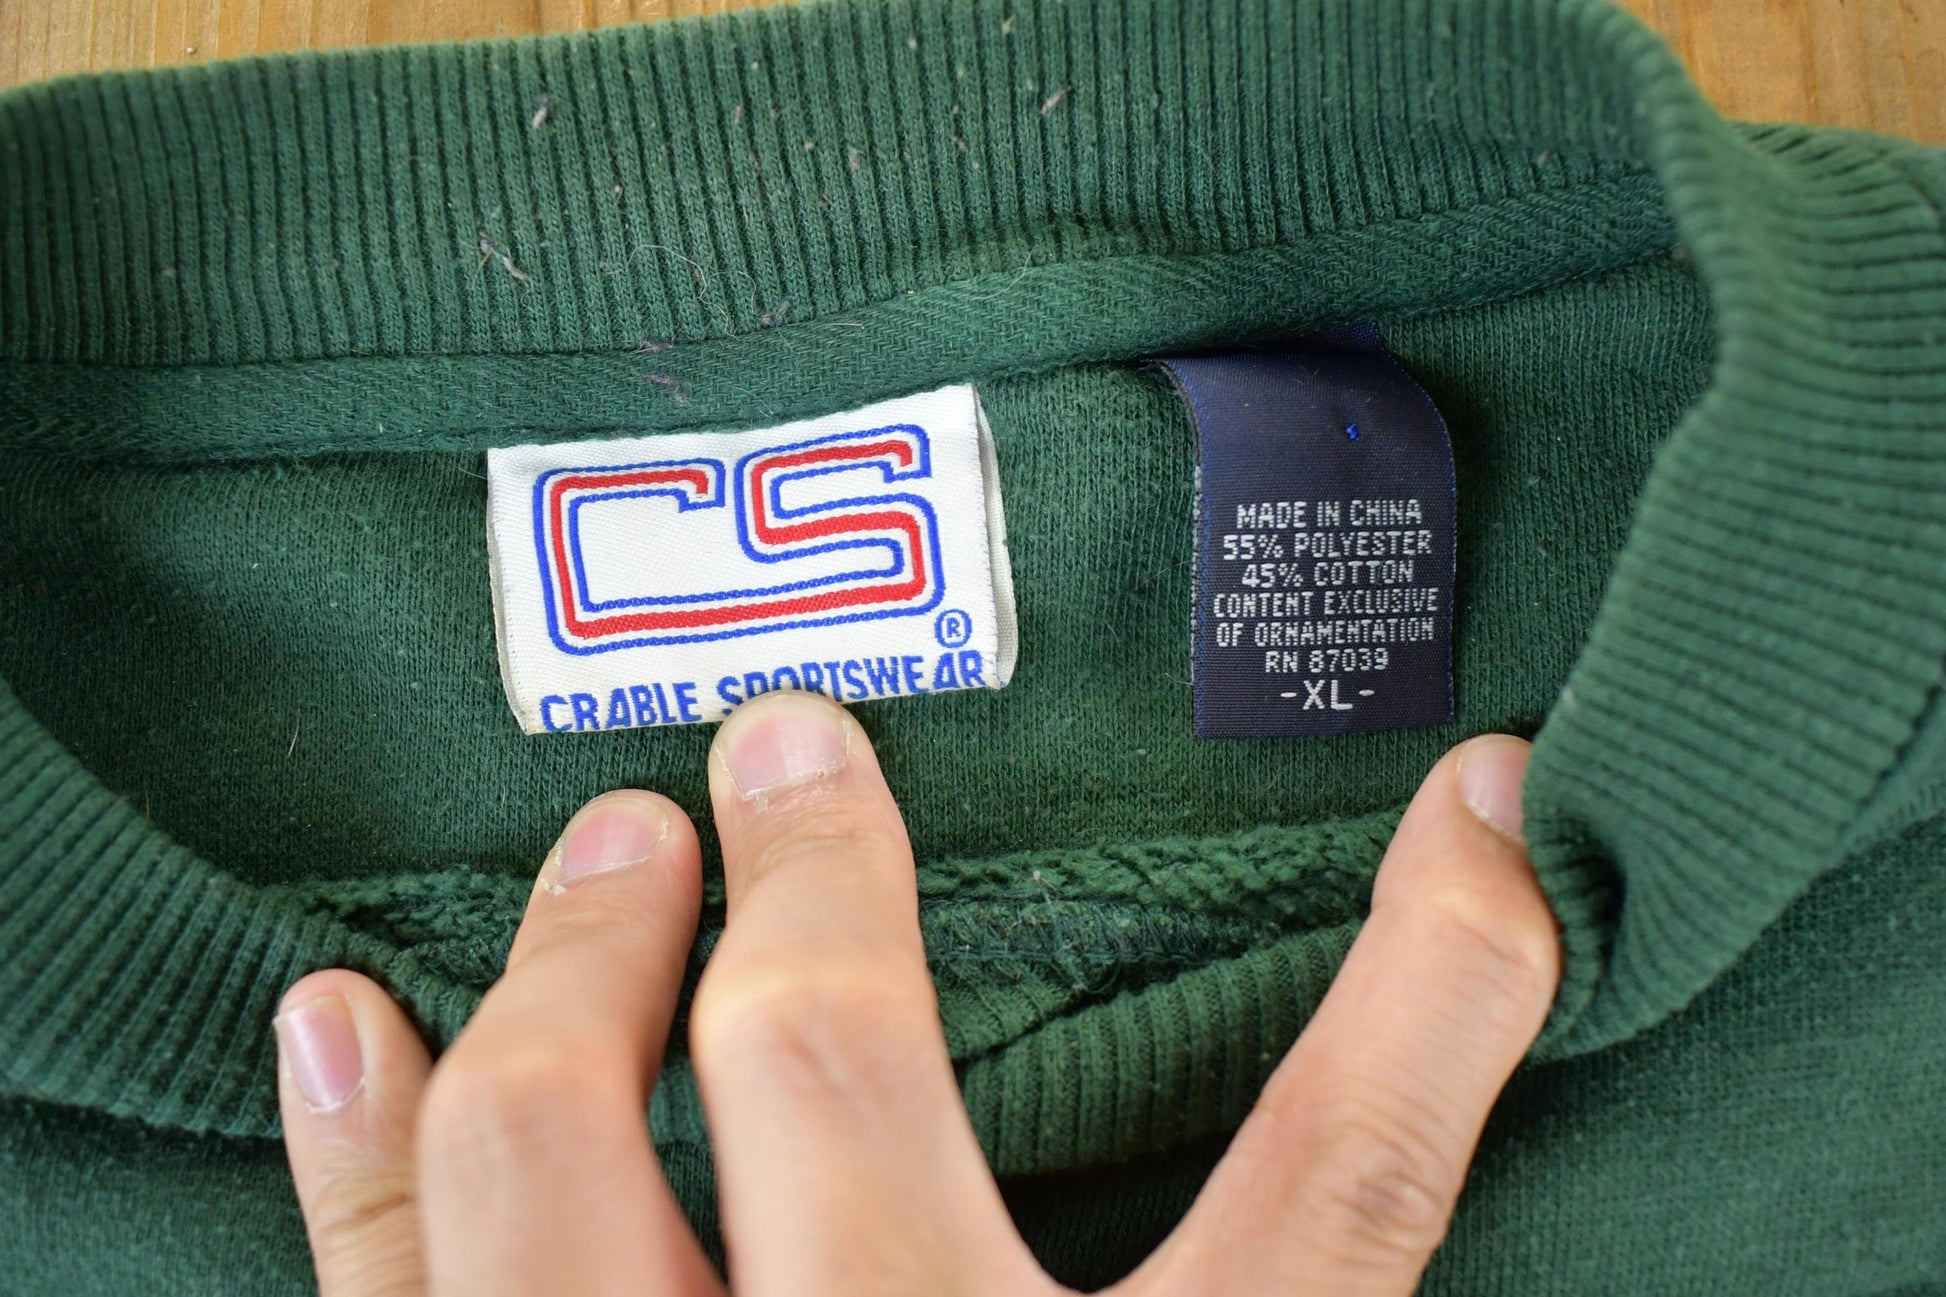 CS
®
CRABLE SPORTSWEAR
MADE IN CHINA
55% POLYESTER
45% COTTON
CONTENT EXCLUSIVE
OF ORNAMENTATION
RN 87039
-XL-